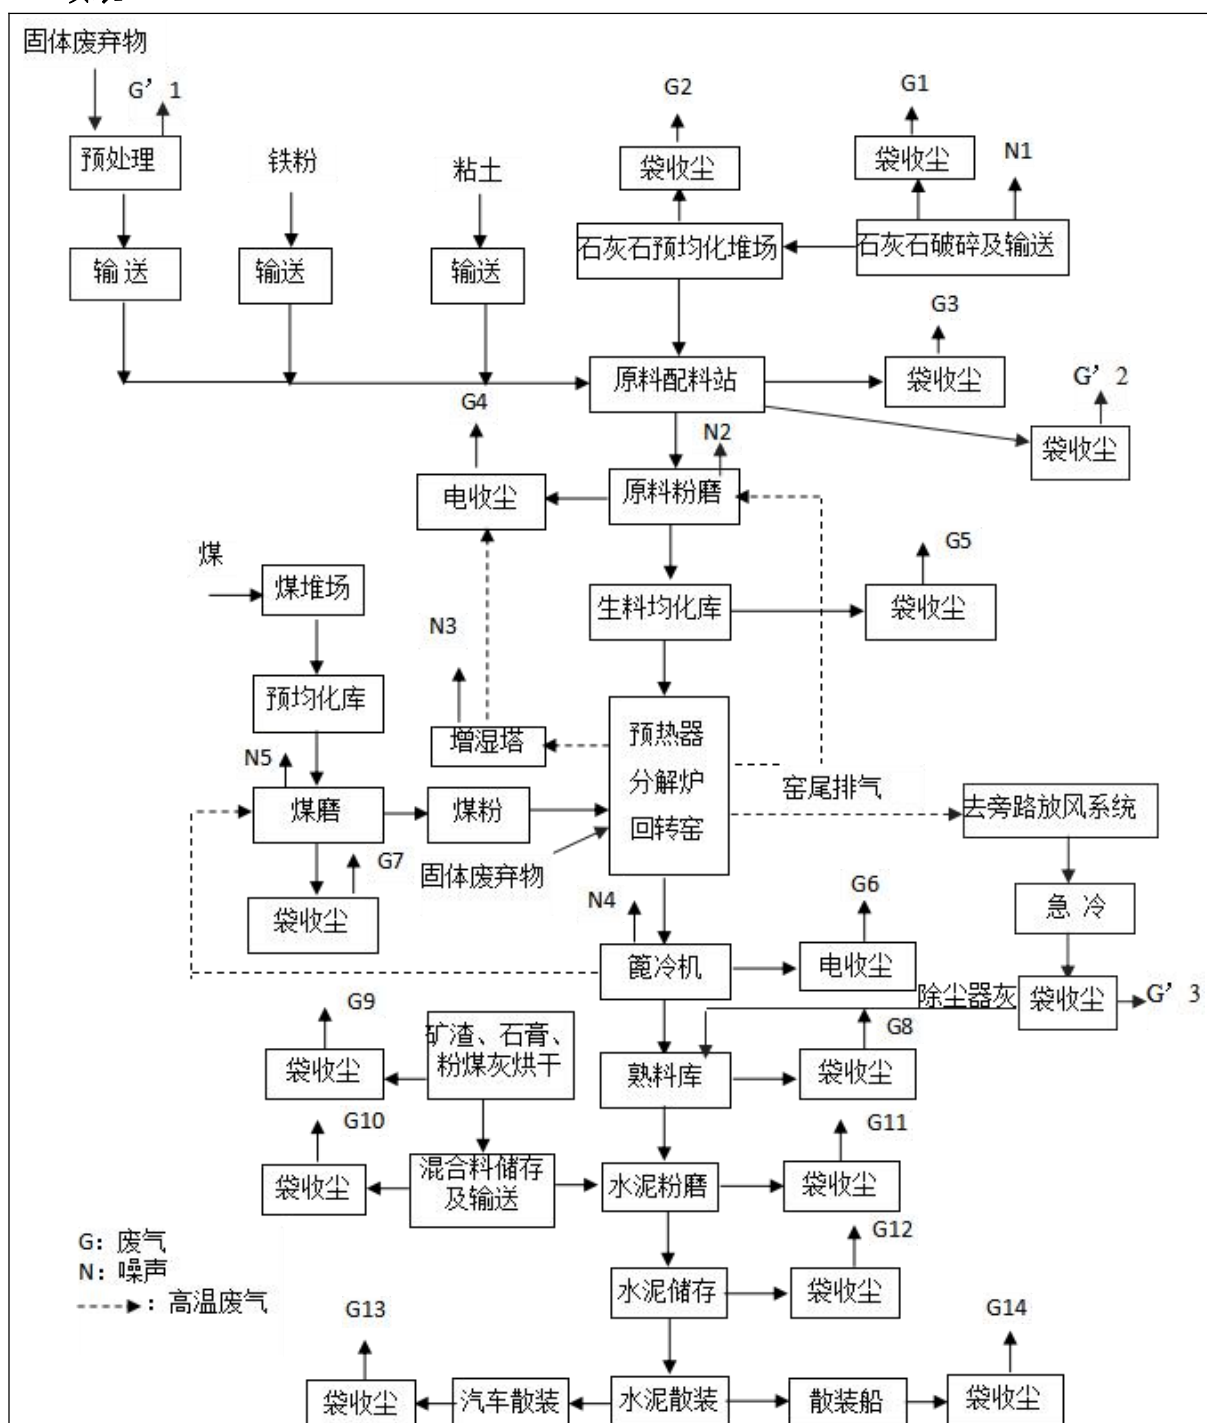 固体废弃物
G’ 1
G2
G1
预处理
铁粉
粘土
袋收尘
袋收尘
N1
输送
输送
输送
石灰石预均化堆场
石灰石破碎及输送
G3
原料配料站
袋收尘
G’ 2
G4
N2
袋收尘
电收尘
原料粉磨
G5
煤
煤堆场
生料均化库
袋收尘
N3
预均化库
预热器
分解炉
回转窑
增湿塔
N5
窑尾排气
煤磨
煤粉
去旁路放风系统
G7
固体废弃物
N4
G6
急 冷
袋收尘
篦冷机
电收尘
除尘器灰
袋收尘
G’ 3
G9
矿渣、石膏、
粉煤灰烘干
G8
袋收尘
熟料库
袋收尘
G10
G11
袋收尘
混合料储存
及输送
水泥粉磨
袋收尘
G12
G: 废气
N: 噪声
: 高温废气
水泥储存
袋收尘
G13
G14
袋收尘
汽车散装
水泥散装
散装船
袋收尘